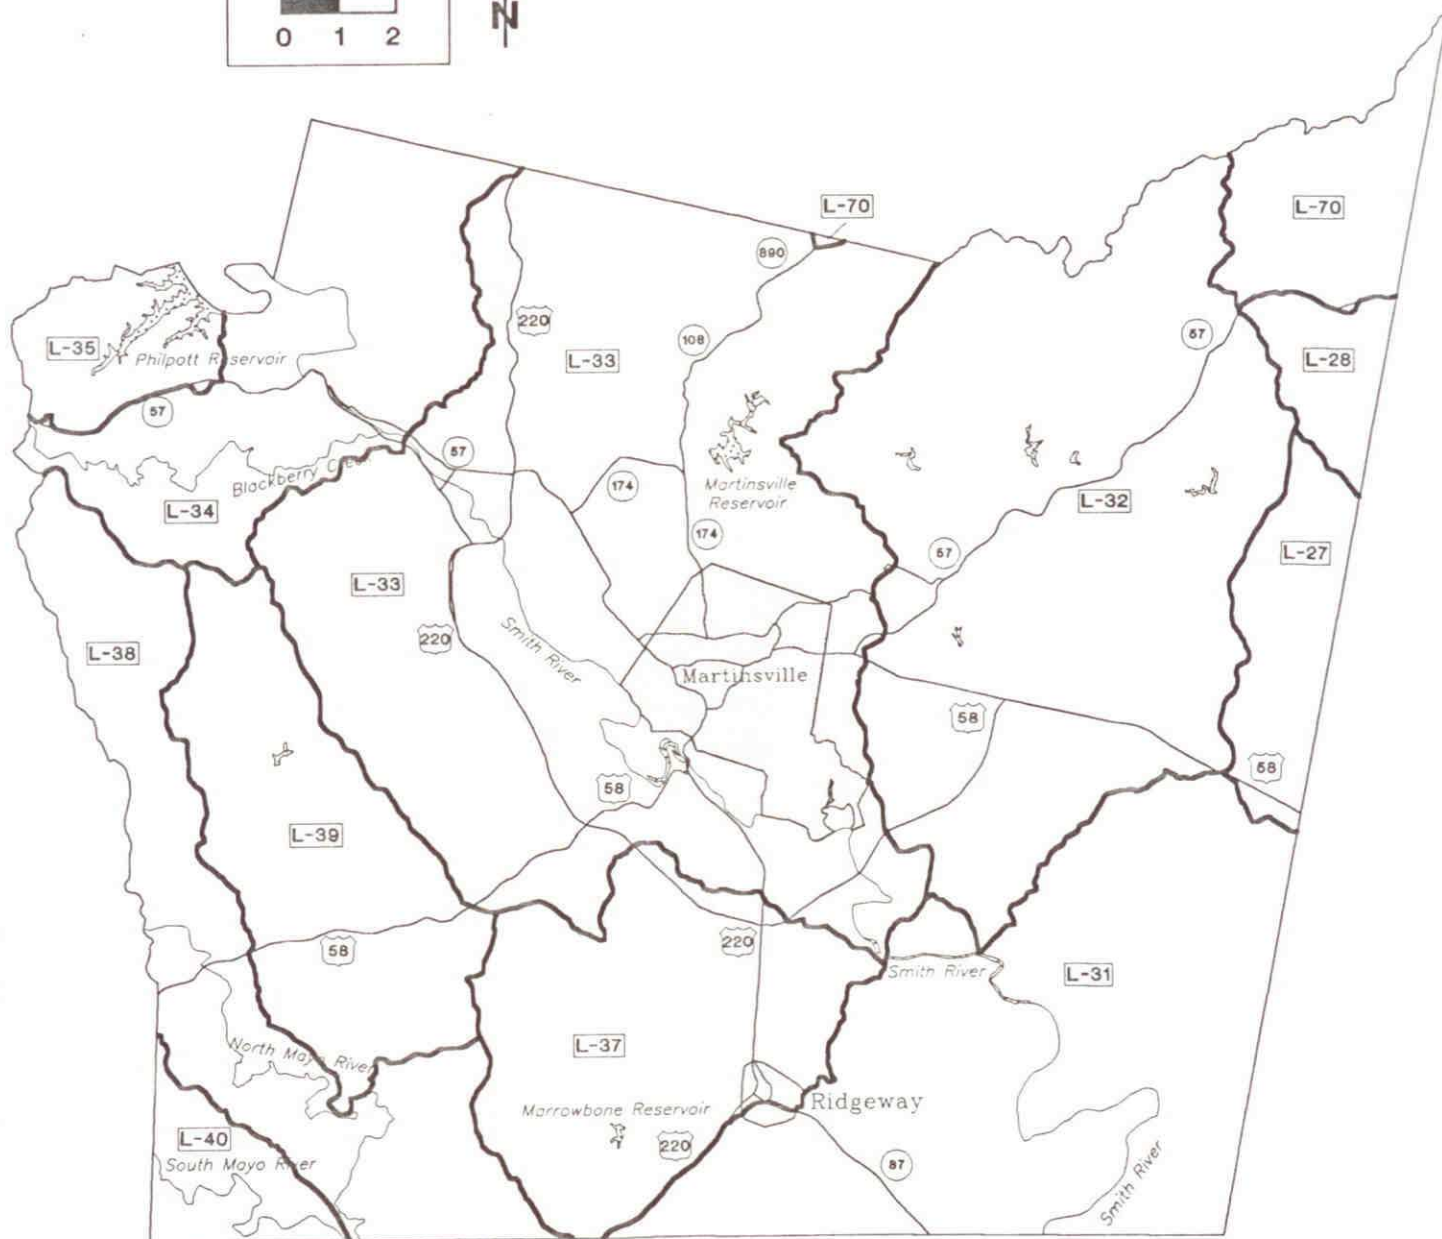 0 1 2
N
L-70
L-70
890
220
57
108
L-35
Philpott Reservoir
L-33
L-28
57
57
174
Martinsville
Reservoir
Blackberry Creek
L-34
L-32
174
57
L-27
L-33
Smith River
220
L-38
Martinsville
58
58
58
L-39
58
220
Smith River
L-31
North Mayo River
L-37
Marrowbone Reservoir
Ridgeway
L-40
220
South Mayo River
87
Smith River